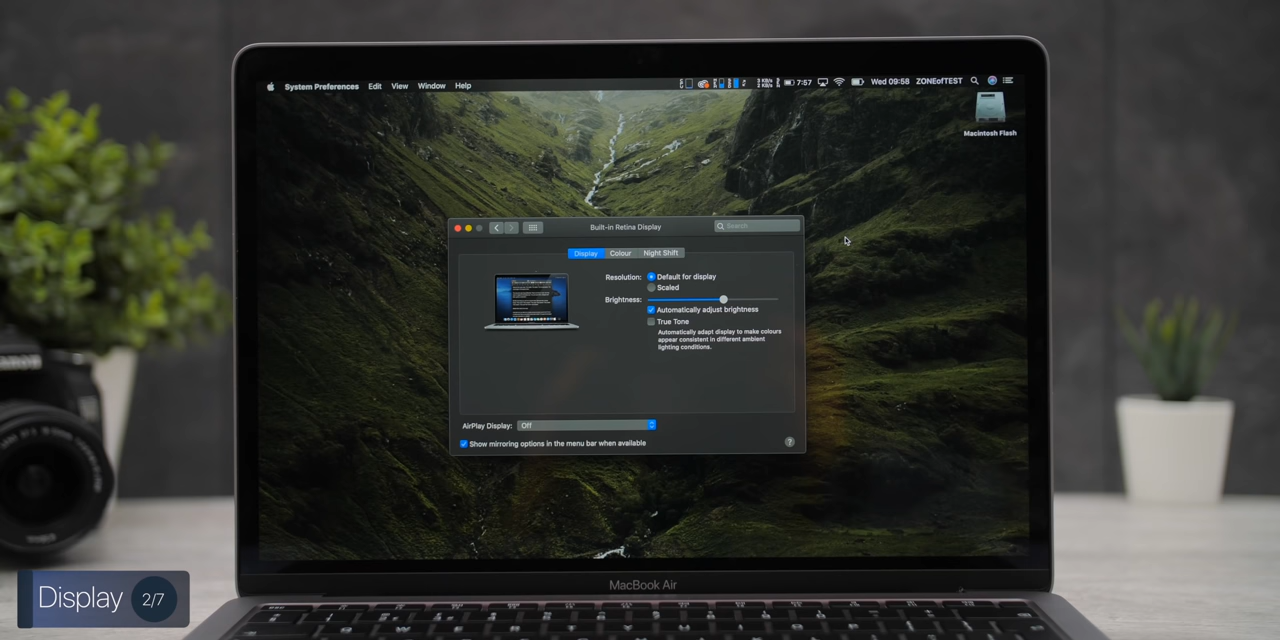 System Preferences Edit View Window Help
7:57 Wed 09:58 ZONEofTEST
Macintosh Flash
Built-in Retina Display
Search
Display Colour Night Shift
Resolution: Default for display
Scaled
Brightness:
Automatically adjust brightness
True Tone
Automatically adapt display to make colours
appear consistent in different ambient
lighting conditions.
AirPlay Display: Off
Show mirroring options in the menu bar when available
?
MacBook Air
Display 2/7
Canon